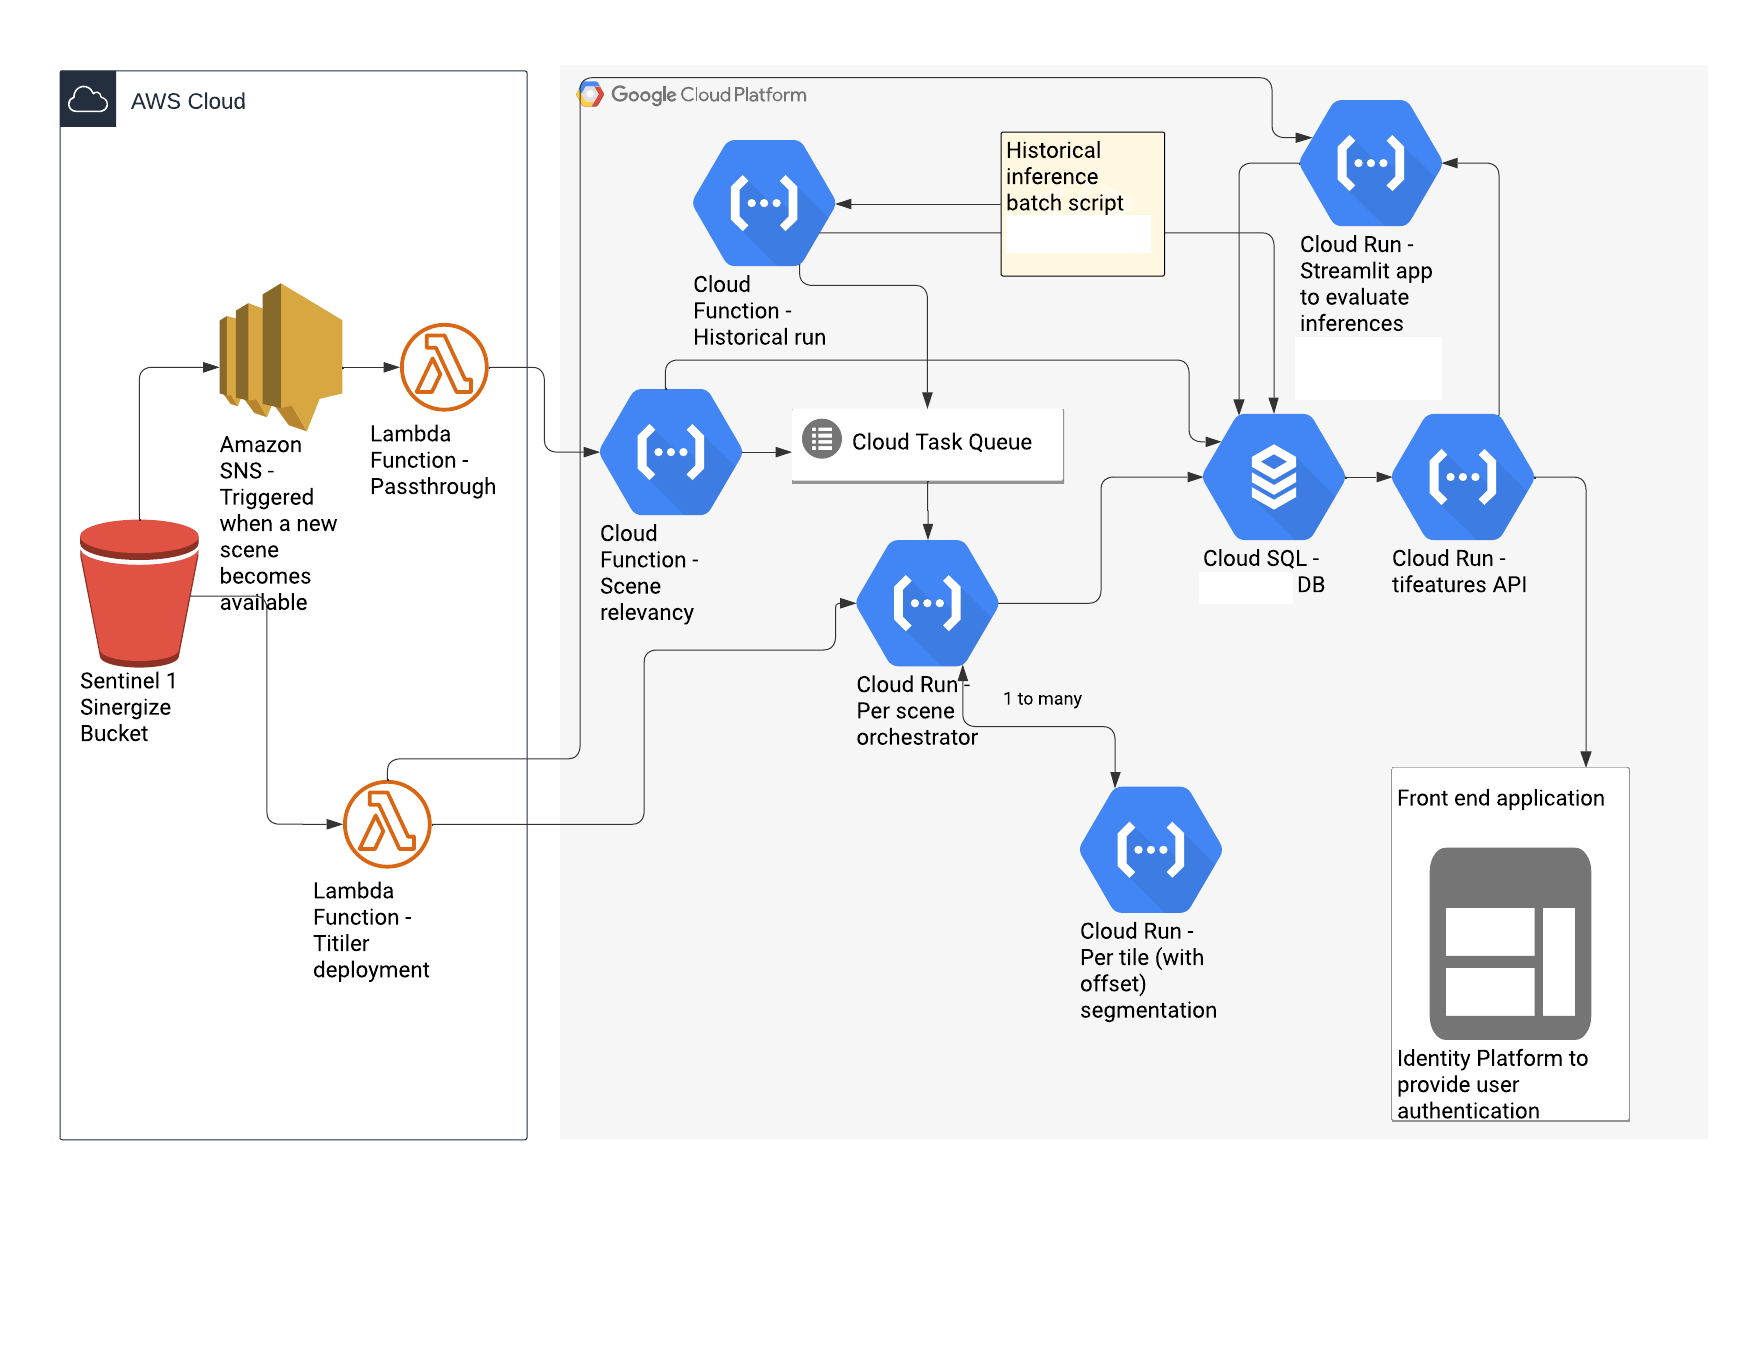 AWS Cloud
Google Cloud Platform
Historical
inference
batch script
Cloud
Function -
Historical run
Cloud Run -
Streamlit app
to evaluate
inferences
Amazon
SNS -
Triggered
when a new
scene
becomes
available
Lambda
Function -
Passthrough
Cloud Task Queue
Cloud
Function -
Scene
relevancy
Cloud SQL -
DB
Cloud Run -
tifeatures API
Sentinel 1
Sinergize
Bucket
Cloud Run -
Per scene
orchestrator
1 to many
Lambda
Function -
Titiler
deployment
Cloud Run -
Per tile (with
offset)
segmentation
Front end application
Identity Platform to
provide user
authentication